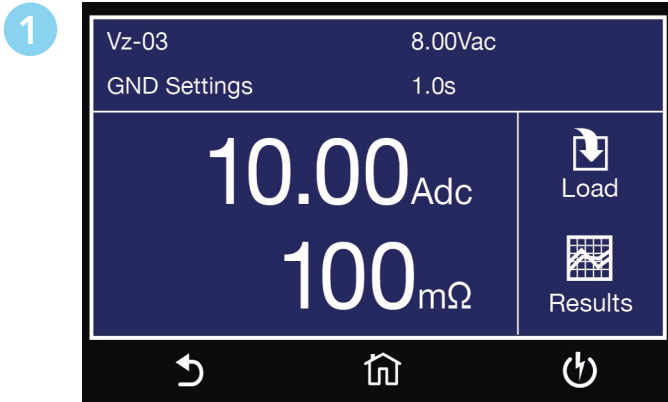 1
Vz-03 8.00Vac
GND Settings 1.0s
10.00Adc
100mΩ
Load
Results